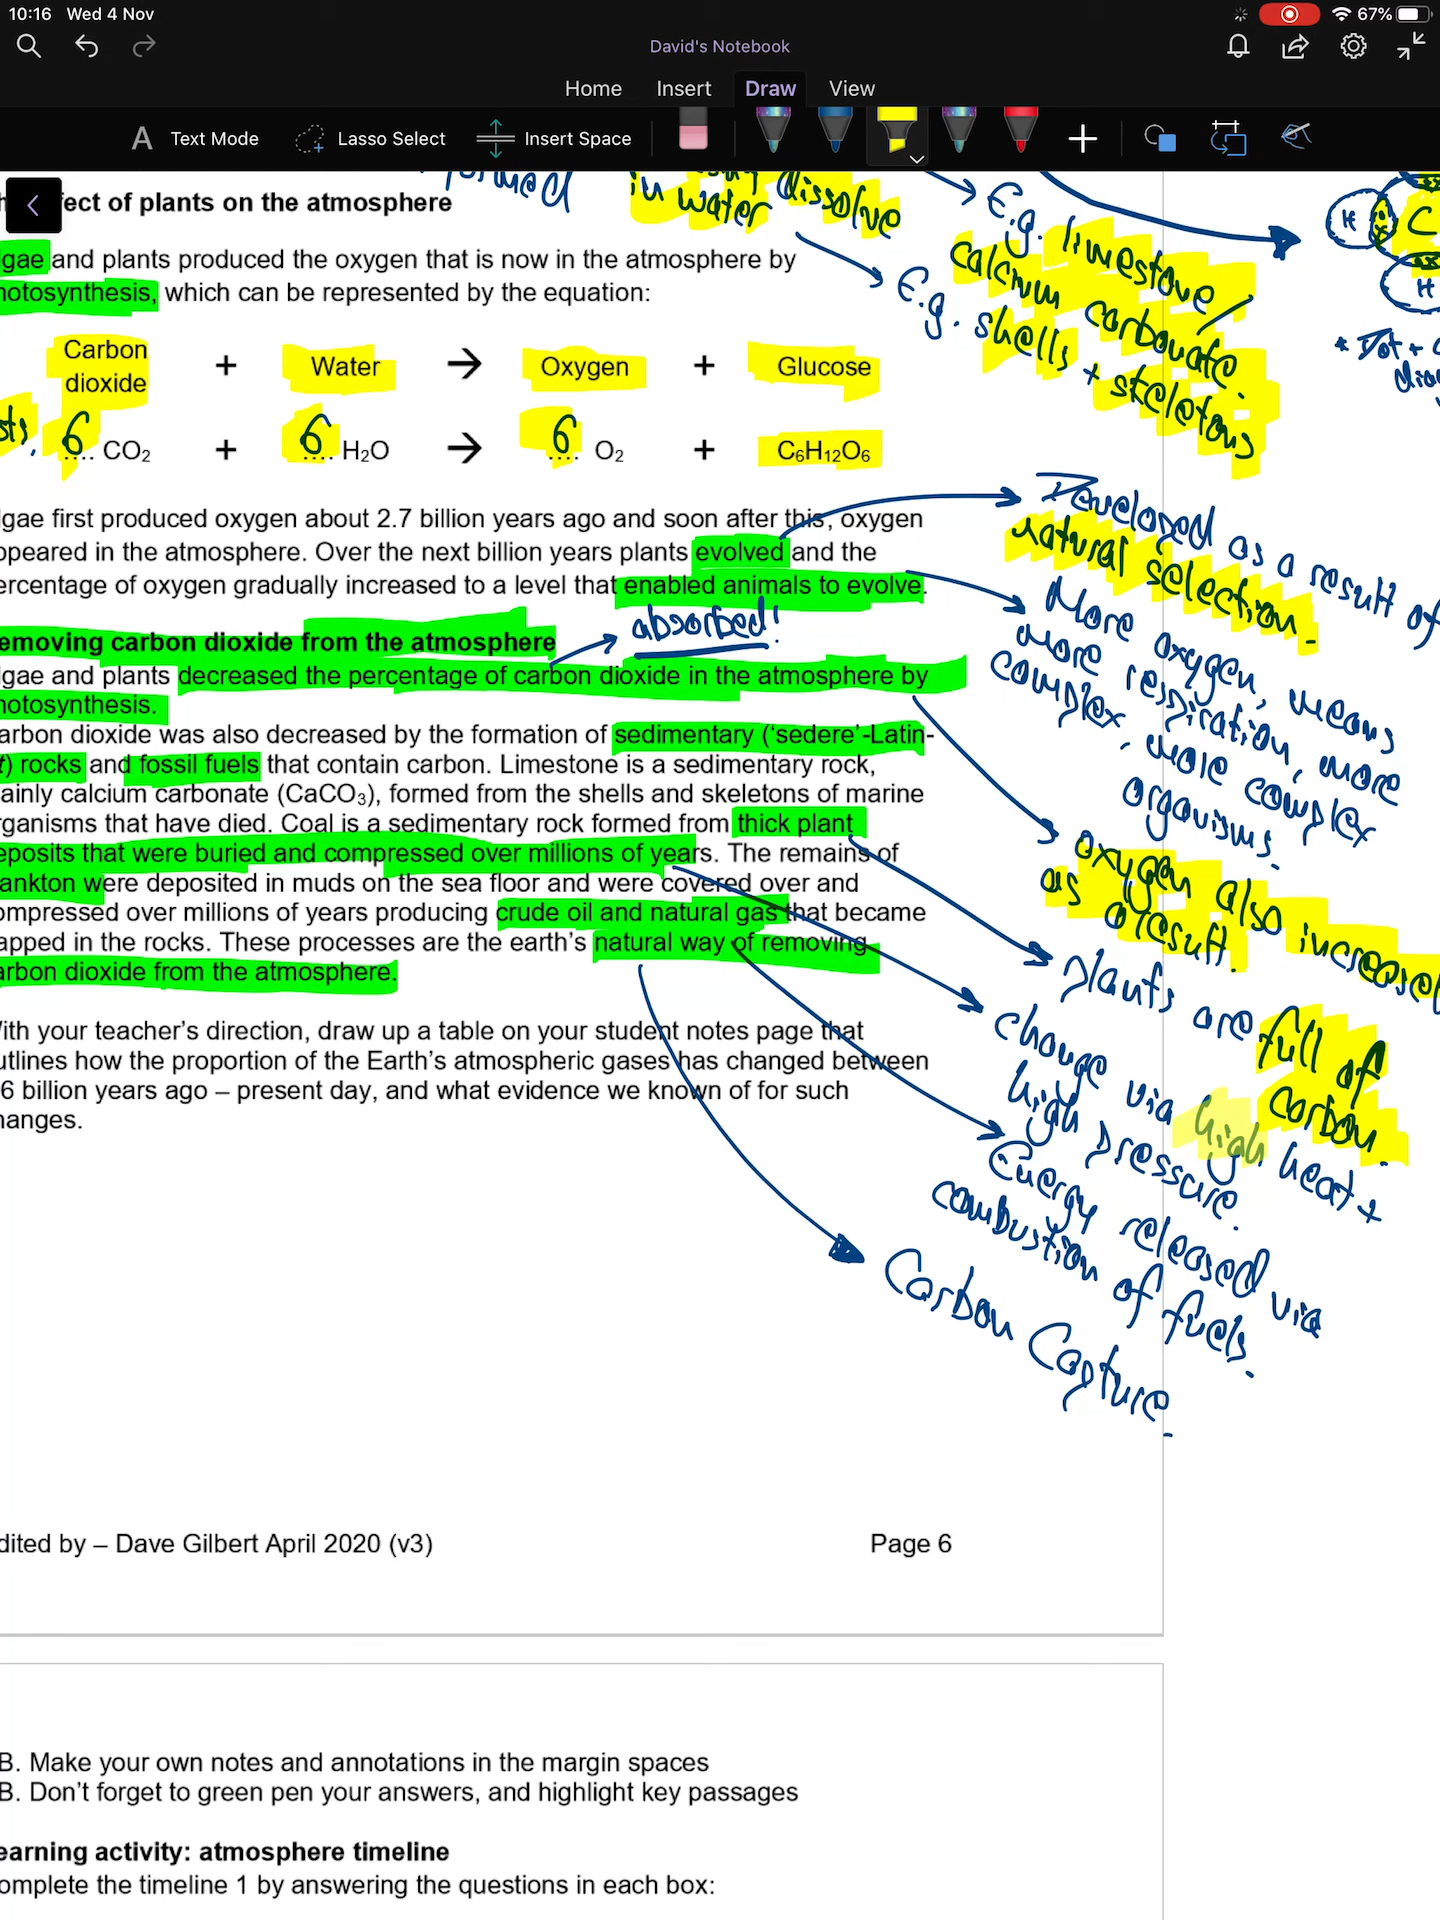 10:16 Wed 4 Nov
67%
David's Notebook
Home Insert Draw View
Text Mode Lasso Select Insert Space
fect of plants on the atmosphere
in water dissolve
E.g. limestone /
calcium carbonate.
E.g. shells + skeletons
gae and plants produced the oxygen that is now in the atmosphere by
notosynthesis, which can be represented by the equation:
Carbon dioxide + Water → Oxygen + Glucose
6 CO2 + 6 H2O → 6 O2 + C6H12O6
H
C
H
* Dot +
gae first produced oxygen about 2.7 billion years ago and soon after this, oxygen
opeared in the atmosphere. Over the next billion years plants evolved and the
ercentage of oxygen gradually increased to a level that enabled animals to evolve.
Developed as a result of
natural selection.
More oxygen, means
more respiration, more
complex, more complex
organisms.
absorbed!
emoving carbon dioxide from the atmosphere
gae and plants decreased the percentage of carbon dioxide in the atmosphere by
notosynthesis.
arbon dioxide was also decreased by the formation of sedimentary ('sedere'-Latin-
t) rocks and fossil fuels that contain carbon. Limestone is a sedimentary rock,
ainly calcium carbonate (CaCO3), formed from the shells and skeletons of marine
rganisms that have died. Coal is a sedimentary rock formed from thick plant
eposits that were buried and compressed over millions of years. The remains of
ankton were deposited in muds on the sea floor and were covered over and
ompressed over millions of years producing crude oil and natural gas that became
apped in the rocks. These processes are the earth's natural way of removing
arbon dioxide from the atmosphere.
oxygen also increased
as a result.
plants are full of
carbon.
change via high heat +
high pressure.
Energy released via
combustion of fuels.
Carbon Capture.
ith your teacher's direction, draw up a table on your student notes page that
utlines how the proportion of the Earth's atmospheric gases has changed between
6 billion years ago – present day, and what evidence we known of for such
hanges.
dited by – Dave Gilbert April 2020 (v3)
Page 6
B. Make your own notes and annotations in the margin spaces
B. Don't forget to green pen your answers, and highlight key passages
earning activity: atmosphere timeline
omplete the timeline 1 by answering the questions in each box: